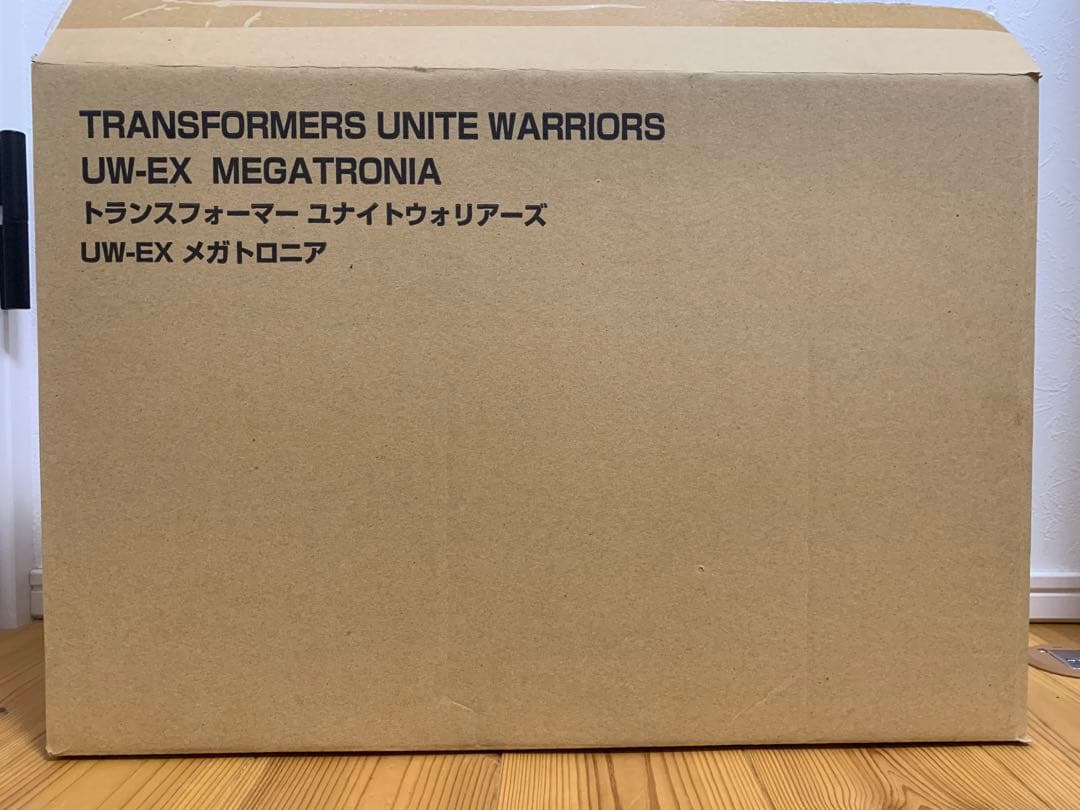 TRANSFORMERS UNITE WARRIORS
UW-EX MEGATRONIA
トランスフォーマー ユナイトウォリアーズ
UW-EX メガトロニア